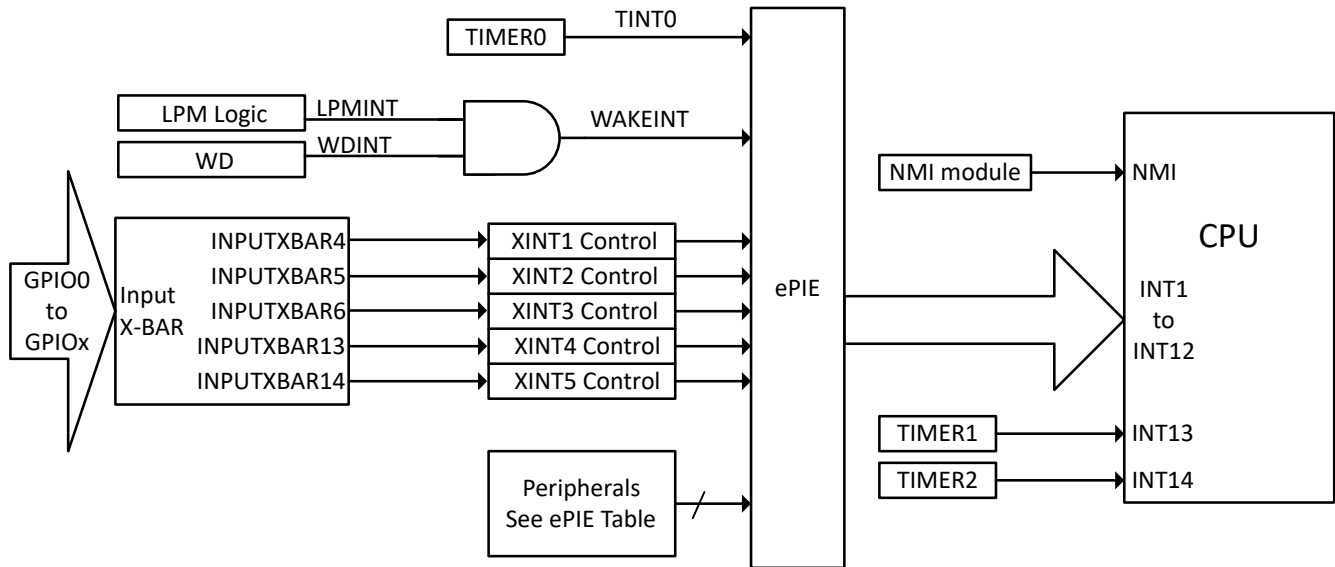 TIMER0
TINT0
LPM Logic
LPMINT
WD
WDINT
WAKEINT
NMI module
NMI
CPU
GPIO0
to
GPIOx
Input
X-BAR
INPUTXBAR4
INPUTXBAR5
INPUTXBAR6
INPUTXBAR13
INPUTXBAR14
XINT1 Control
XINT2 Control
XINT3 Control
XINT4 Control
XINT5 Control
ePIE
INT1
to
INT12
Peripherals
See ePIE Table
TIMER1
INT13
TIMER2
INT14